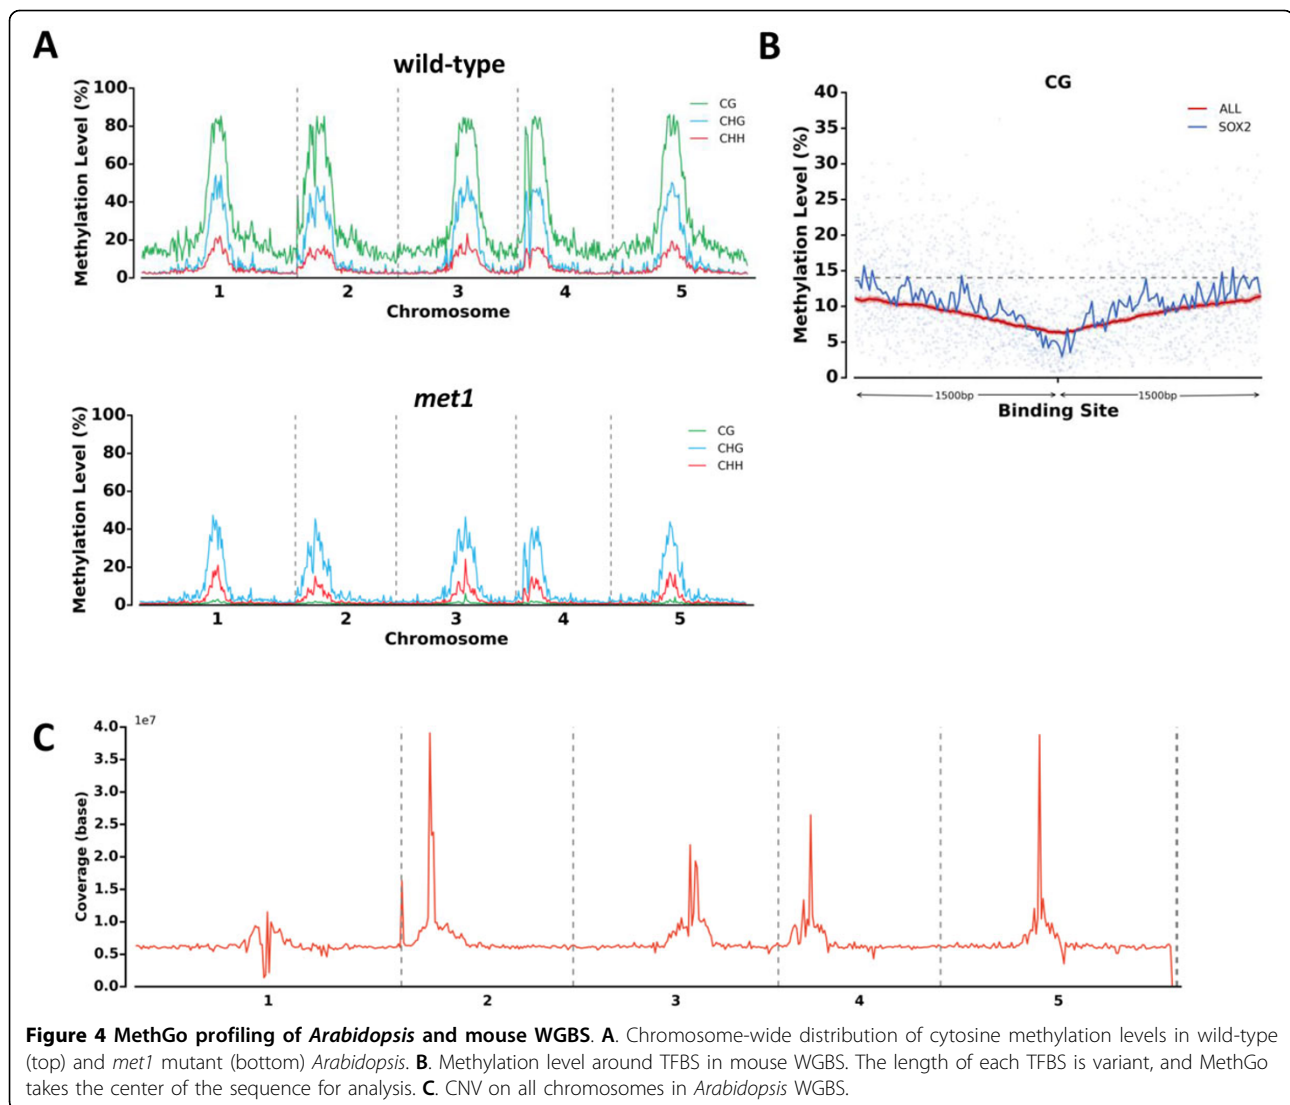 A
wild-type
Methylation Level (%)
100
80
60
40
20
0
CG
CHG
CHH
1 2 3 4 5
Chromosome
met1
Methylation Level (%)
100
80
60
40
20
0
CG
CHG
CHH
1 2 3 4 5
Chromosome
B
CG
Methylation Level (%)
40
35
30
25
20
15
10
5
0
ALL
SOX2
1500bp 1500bp
Binding Site
C
1e7
Coverage (base)
4.0
3.5
3.0
2.5
2.0
1.5
1.0
0.5
0.0
1 2 3 4 5
Figure 4 MethGo profiling of Arabidopsis and mouse WGBS. A. Chromosome-wide distribution of cytosine methylation levels in wild-type
(top) and met1 mutant (bottom) Arabidopsis. B. Methylation level around TFBS in mouse WGBS. The length of each TFBS is variant, and MethGo
takes the center of the sequence for analysis. C. CNV on all chromosomes in Arabidopsis WGBS.